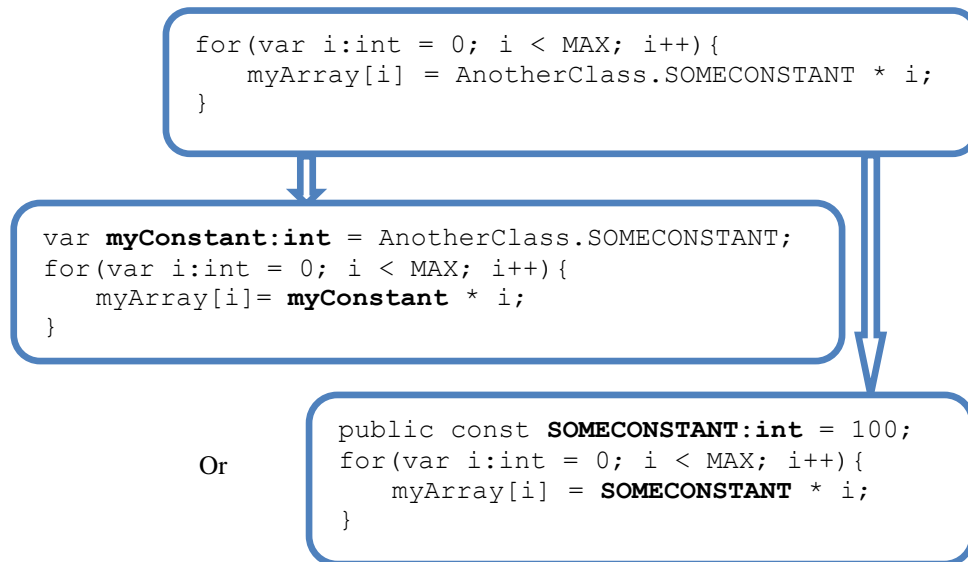 for(var i:int = 0; i < MAX; i++){
myArray[i] = AnotherClass.SOMECONSTANT * i;
}
var myConstant:int = AnotherClass.SOMECONSTANT;
for(var i:int = 0; i < MAX; i++){
myArray[i]= myConstant * i;
}
Or
public const SOMECONSTANT:int = 100;
for(var i:int = 0; i < MAX; i++){
myArray[i] = SOMECONSTANT * i;
}